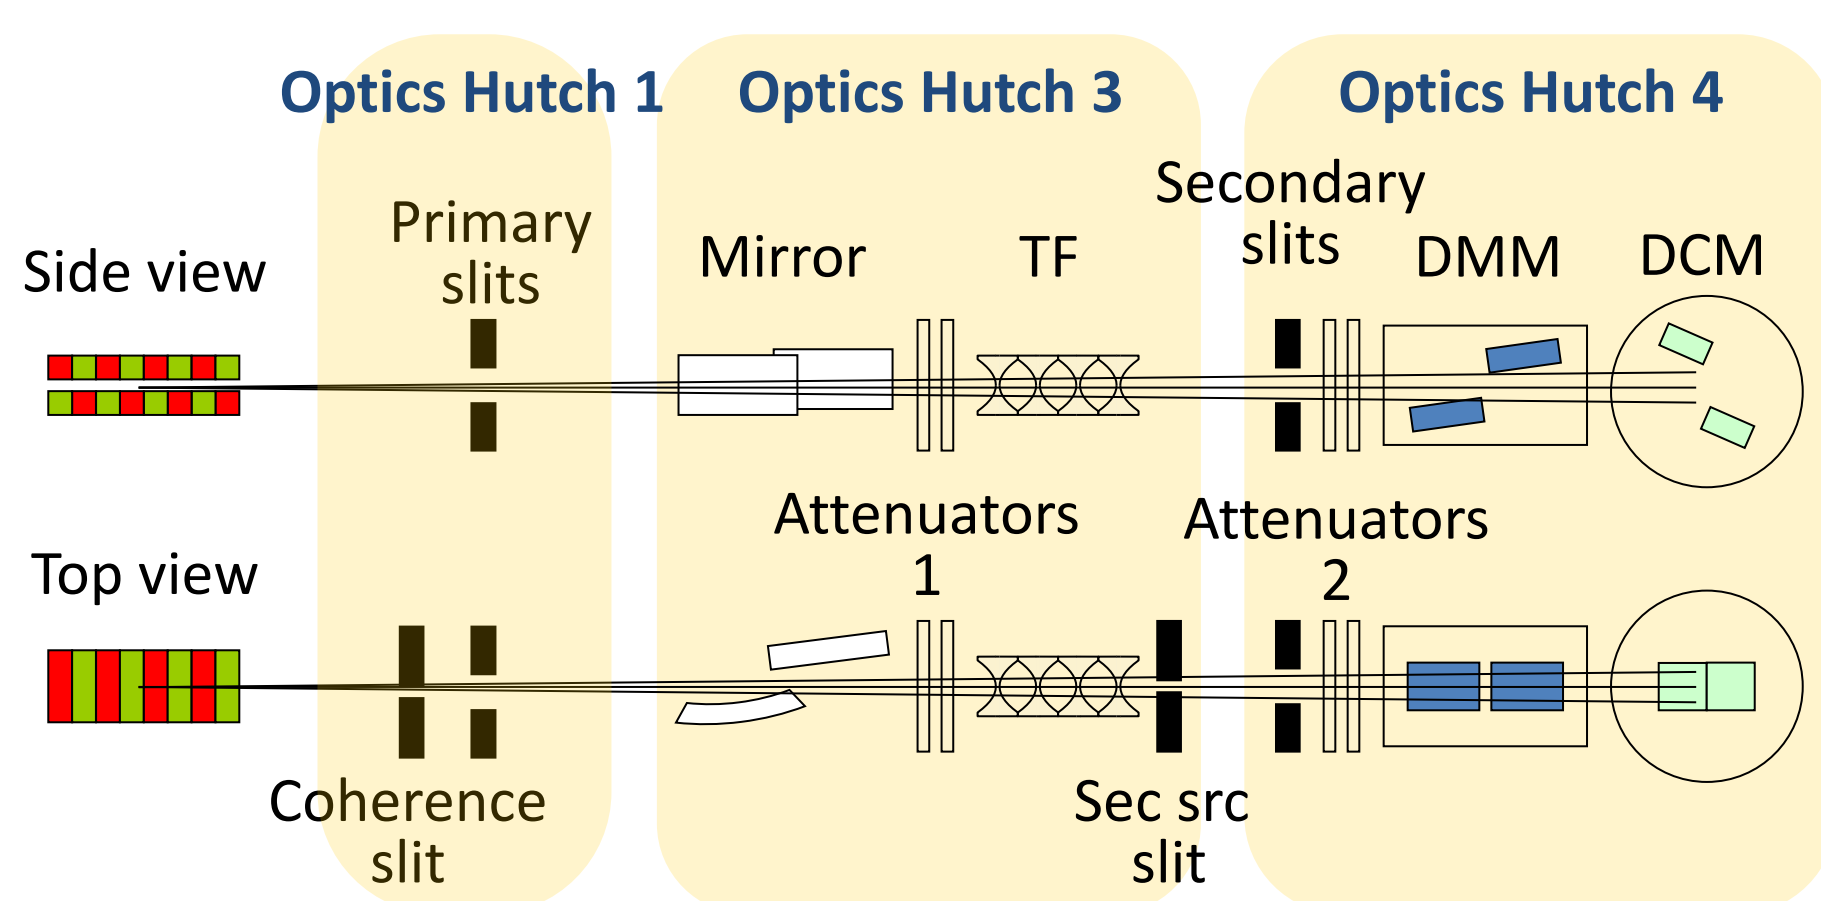 Optics Hutch 1
Optics Hutch 3
Optics Hutch 4
Secondary
slits
Primary
slits
Side view
Mirror
TF
DMM
DCM
Attenuators
1
Attenuators
2
Top view
Coherence
slit
Sec src
slit